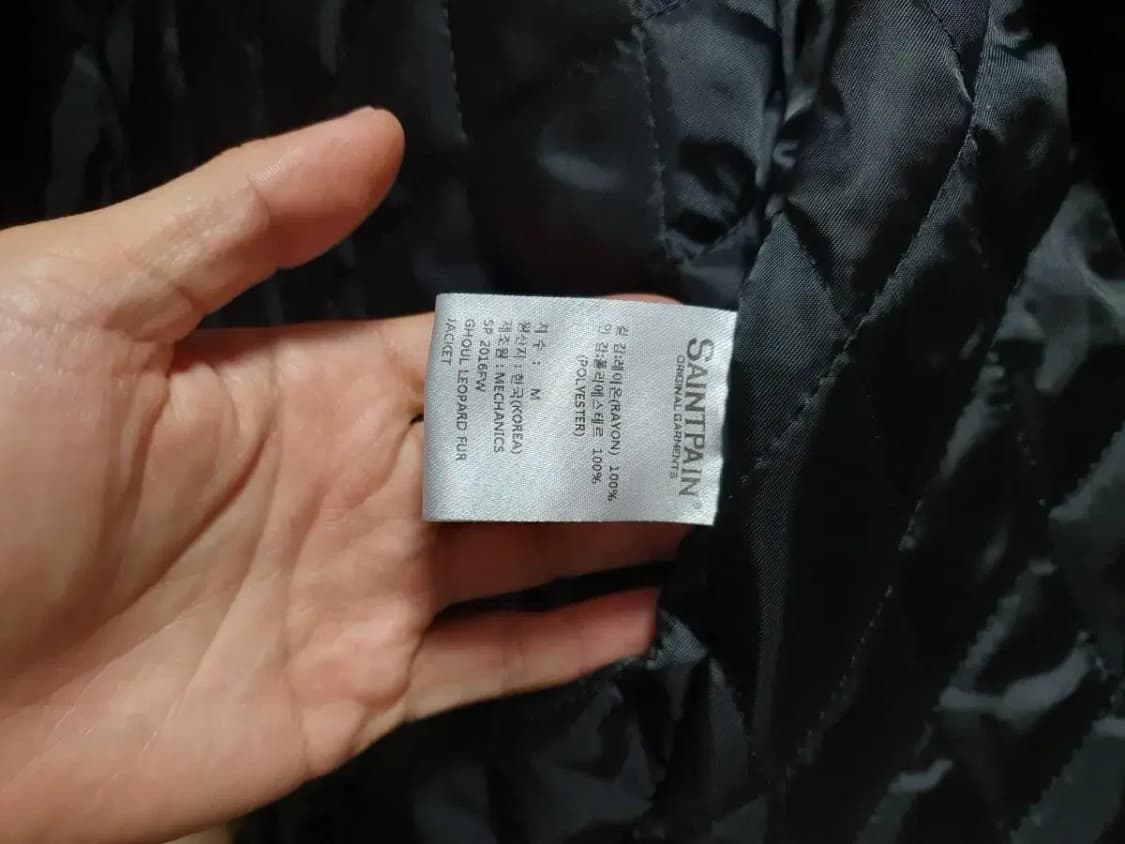 SAINTPAIN®
ORIGINAL GARMENTS
겉 감:레이온(RAYON) 100%
안 감:폴리에스테르 100%
(POLYESTER)
치 수 : M
원산지 : 한국(KOREA)
제조원 : MECHANICS
SP 2016FW
GHOUL LEOPARD FUR
JACKET